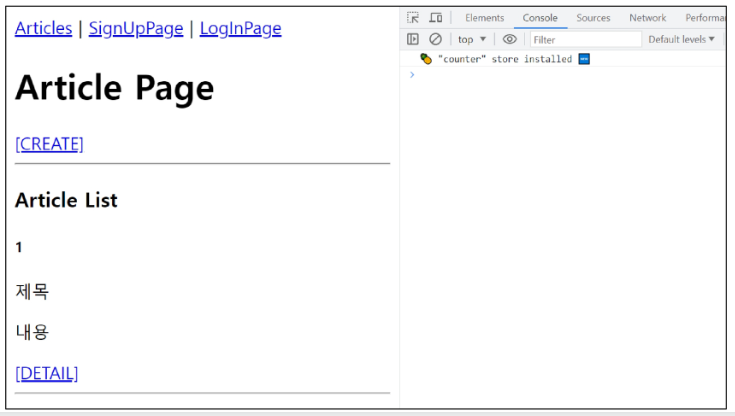 Articles | SignUpPage | LogInPage
Article Page
[CREATE]
Article List
1
제목
내용
[DETAIL]
Elements Console Sources Network Performa
top ▼ Filter Default levels ▼
🍍 "counter" store installed 🆕
>